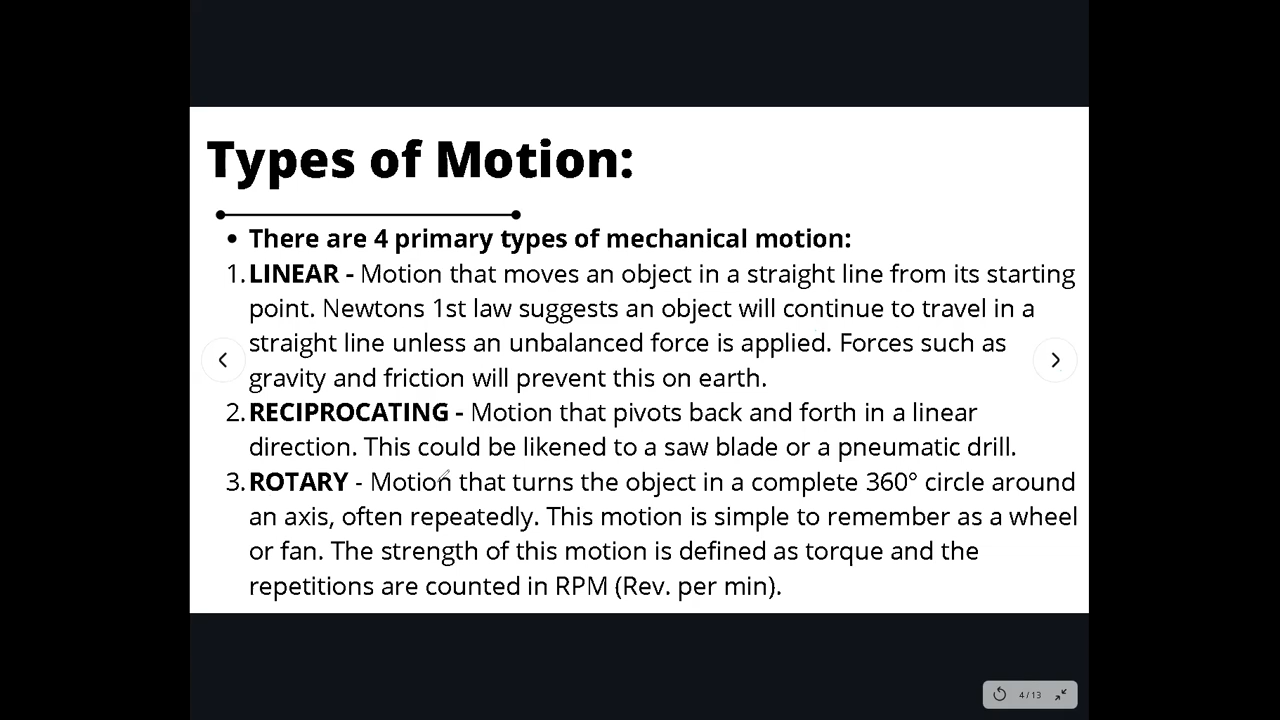 Types of Motion:
• There are 4 primary types of mechanical motion:
1. LINEAR - Motion that moves an object in a straight line from its starting
point. Newtons 1st law suggests an object will continue to travel in a
straight line unless an unbalanced force is applied. Forces such as
gravity and friction will prevent this on earth.
2. RECIPROCATING - Motion that pivots back and forth in a linear
direction. This could be likened to a saw blade or a pneumatic drill.
3. ROTARY - Motion that turns the object in a complete 360° circle around
an axis, often repeatedly. This motion is simple to remember as a wheel
or fan. The strength of this motion is defined as torque and the
repetitions are counted in RPM (Rev. per min).
4/13